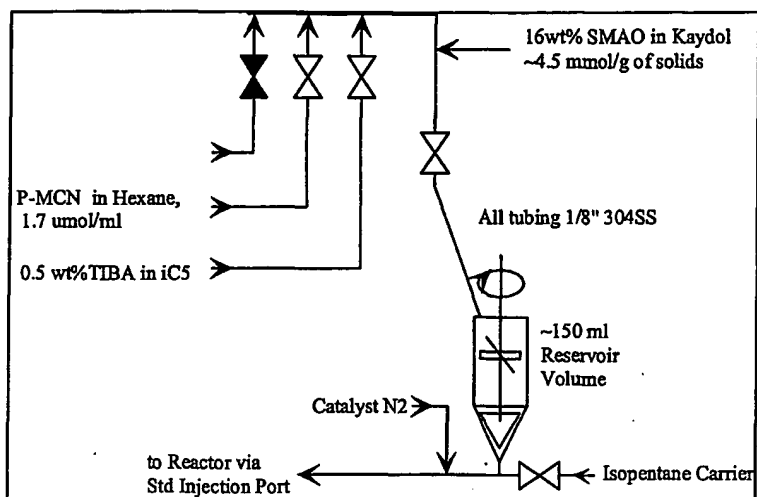 16wt% SMAO in Kaydol
~4.5 mmol/g of solids
P-MCN in Hexane,
1.7 umol/ml
All tubing 1/8" 304SS
0.5 wt%TIBA in iC5
~150 ml
Reservoir
Volume
Catalyst N2
to Reactor via
Std Injection Port
Isopentane Carrier